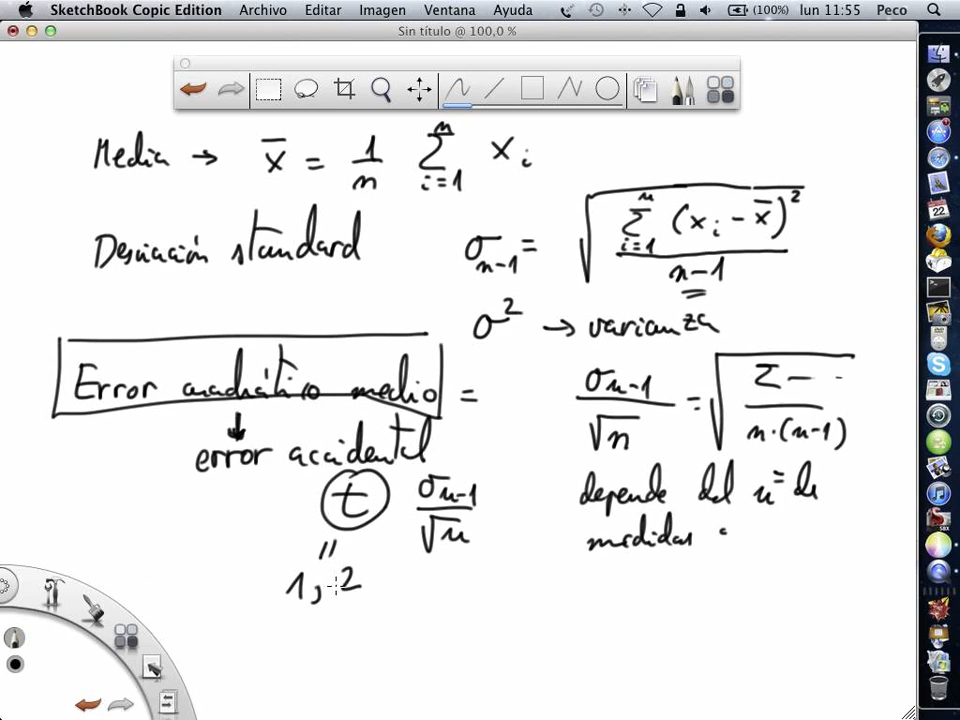 SketchBook Copic Edition Archivo Editar Imagen Ventana Ayuda (100%) lun 11:55 Peco
Sin título @ 100,0 %
Media → x̄ = 1/n ∑_{i=1}^{n} x_i
Desviación standard σ_{n-1} = √(∑_{i=1}^{n} (x_i - x̄)² / n-1)
σ² → varianza
Error cuadrático medio = σ_{n-1}/√n = √(∑--·· / n·(n-1))
↓
error accidental
t σ_{n-1}/√n
depende del nº de
medidas
"
1, 2
22
SBX